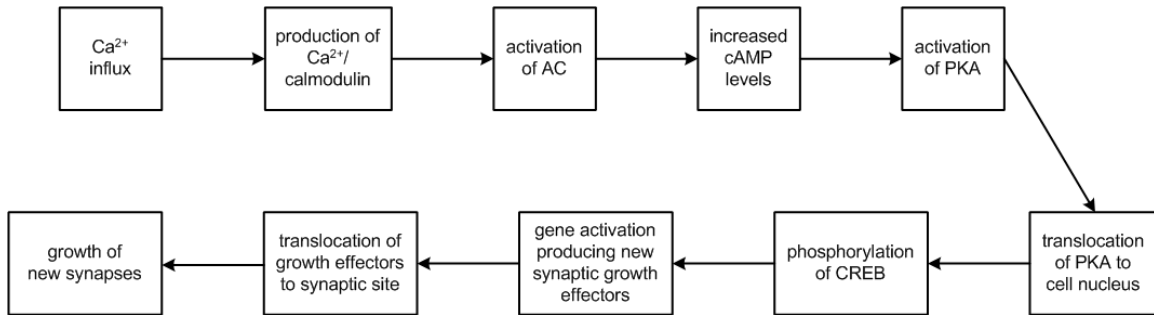 Ca²⁺
influx
production of
Ca²⁺/
calmodulin
activation
of AC
increased
cAMP
levels
activation
of PKA
translocation
of PKA to
cell nucleus
phosphorylation
of CREB
gene activation
producing new
synaptic growth
effectors
translocation of
growth effectors
to synaptic site
growth of
new synapses